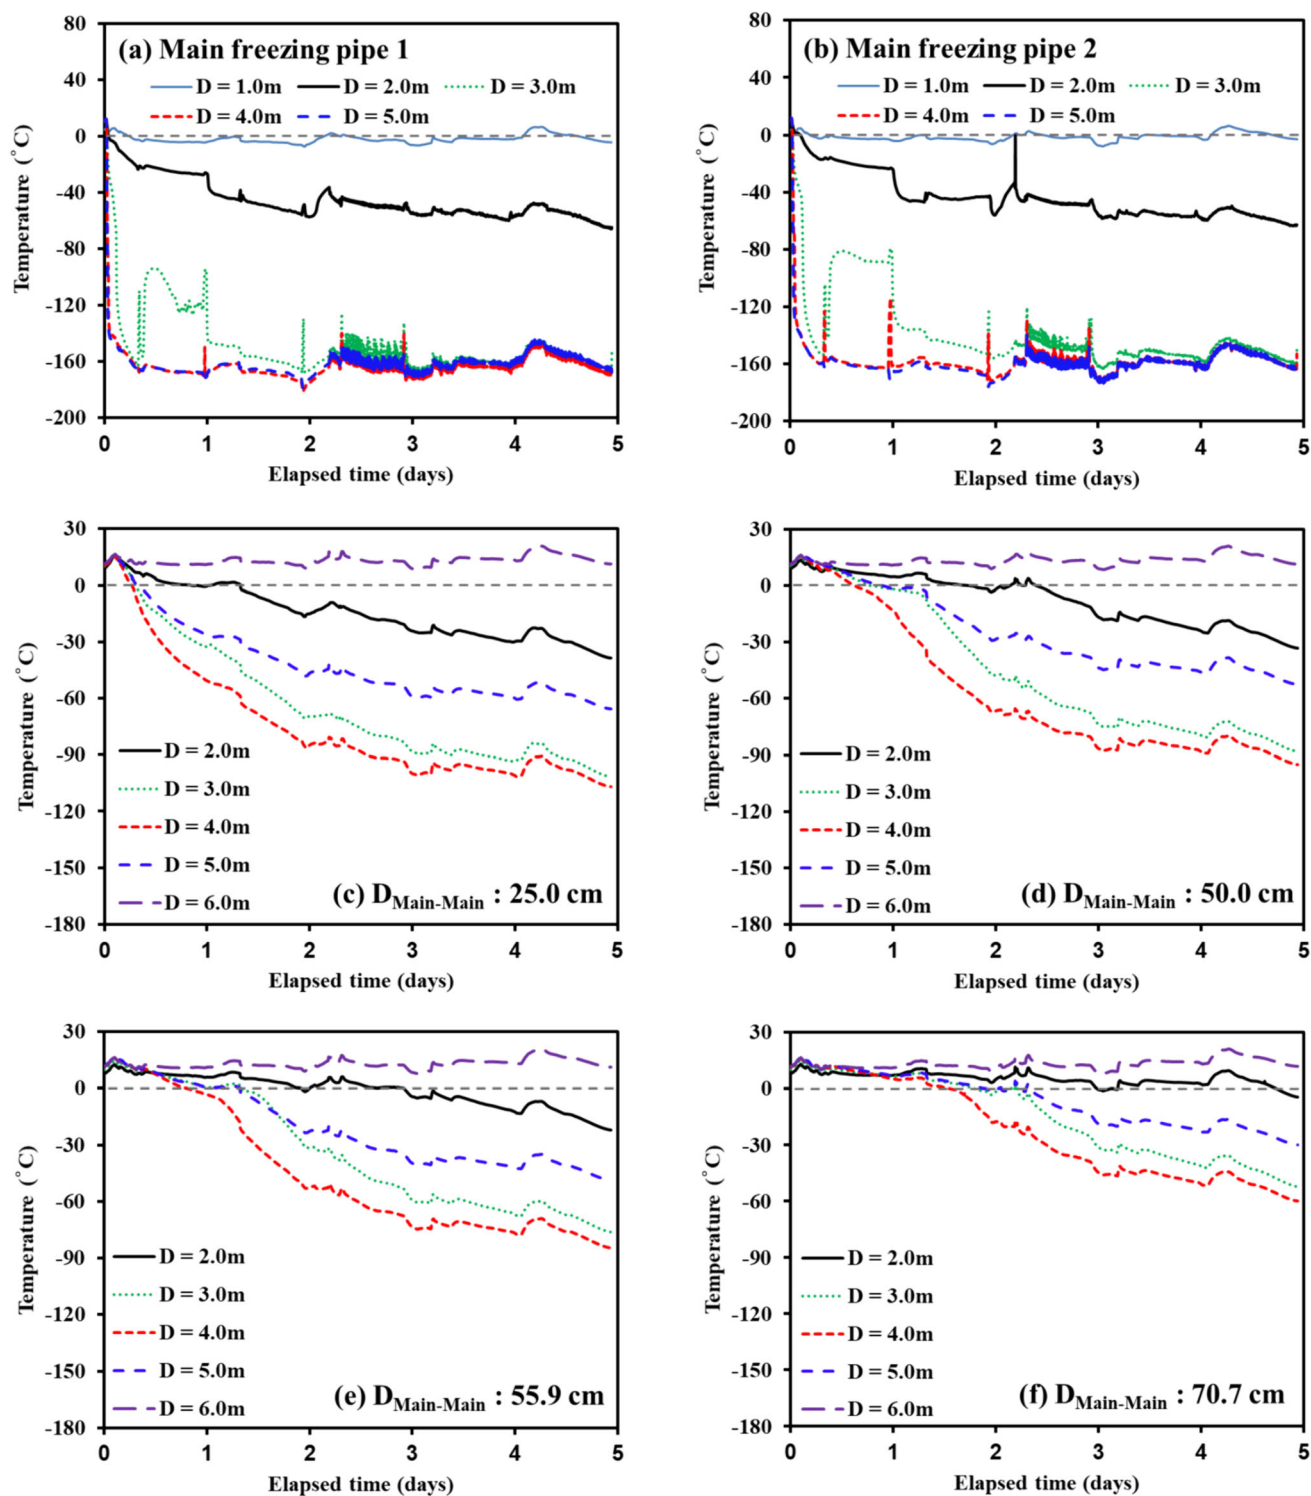 (a) Main freezing pipe 1
D = 1.0m D = 2.0m D = 3.0m
D = 4.0m D = 5.0m
80
40
0
-40
-80
-120
-160
-200
Temperature (˚C)
0 1 2 3 4 5
Elapsed time (days)
(b) Main freezing pipe 2
D = 1.0m D = 2.0m D = 3.0m
D = 4.0m D = 5.0m
80
40
0
-40
-80
-120
-160
-200
Temperature (˚C)
0 1 2 3 4 5
Elapsed time (days)
30
0
-30
-60
-90
-120
-150
-180
Temperature (˚C)
D = 2.0m
D = 3.0m
D = 4.0m
D = 5.0m
D = 6.0m
(c) DMain-Main : 25.0 cm
0 1 2 3 4 5
Elapsed time (days)
30
0
-30
-60
-90
-120
-150
-180
Temperature (˚C)
D = 2.0m
D = 3.0m
D = 4.0m
D = 5.0m
D = 6.0m
(d) DMain-Main : 50.0 cm
0 1 2 3 4 5
Elapsed time (days)
30
0
-30
-60
-90
-120
-150
-180
Temperature (˚C)
D = 2.0m
D = 3.0m
D = 4.0m
D = 5.0m
D = 6.0m
(e) DMain-Main : 55.9 cm
0 1 2 3 4 5
Elapsed time (days)
30
0
-30
-60
-90
-120
-150
-180
Temperature (˚C)
D = 2.0m
D = 3.0m
D = 4.0m
D = 5.0m
D = 6.0m
(f) DMain-Main : 70.7 cm
0 1 2 3 4 5
Elapsed time (days)